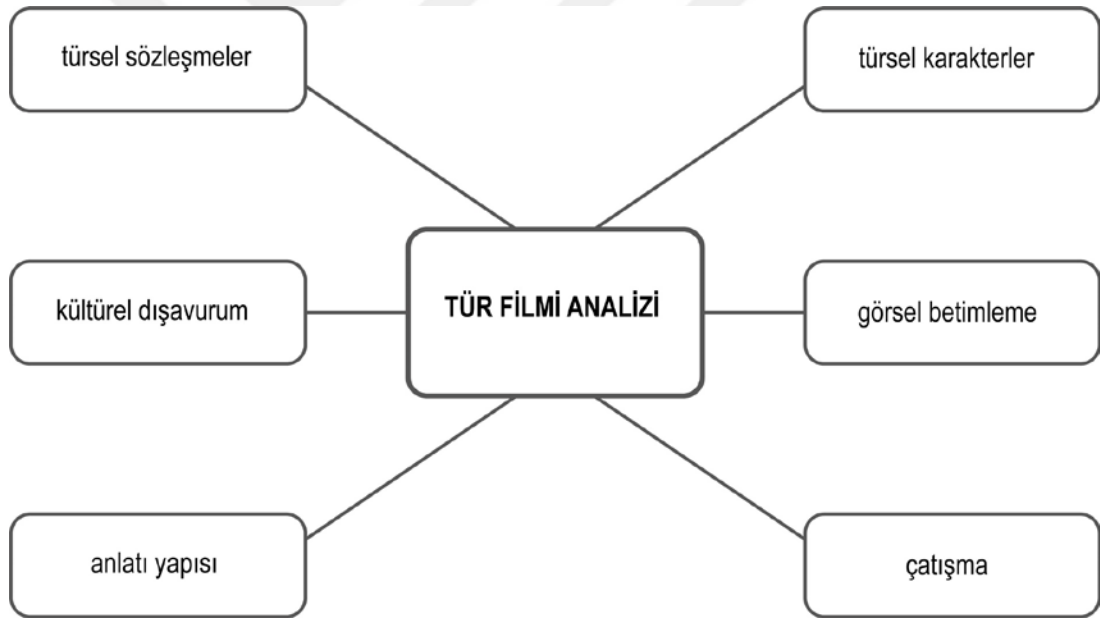 türsel sözleşmeler
türsel karakterler
kültürel dışavurum
TÜR FİLMİ ANALİZİ
görsel betimleme
anlatı yapısı
çatışma